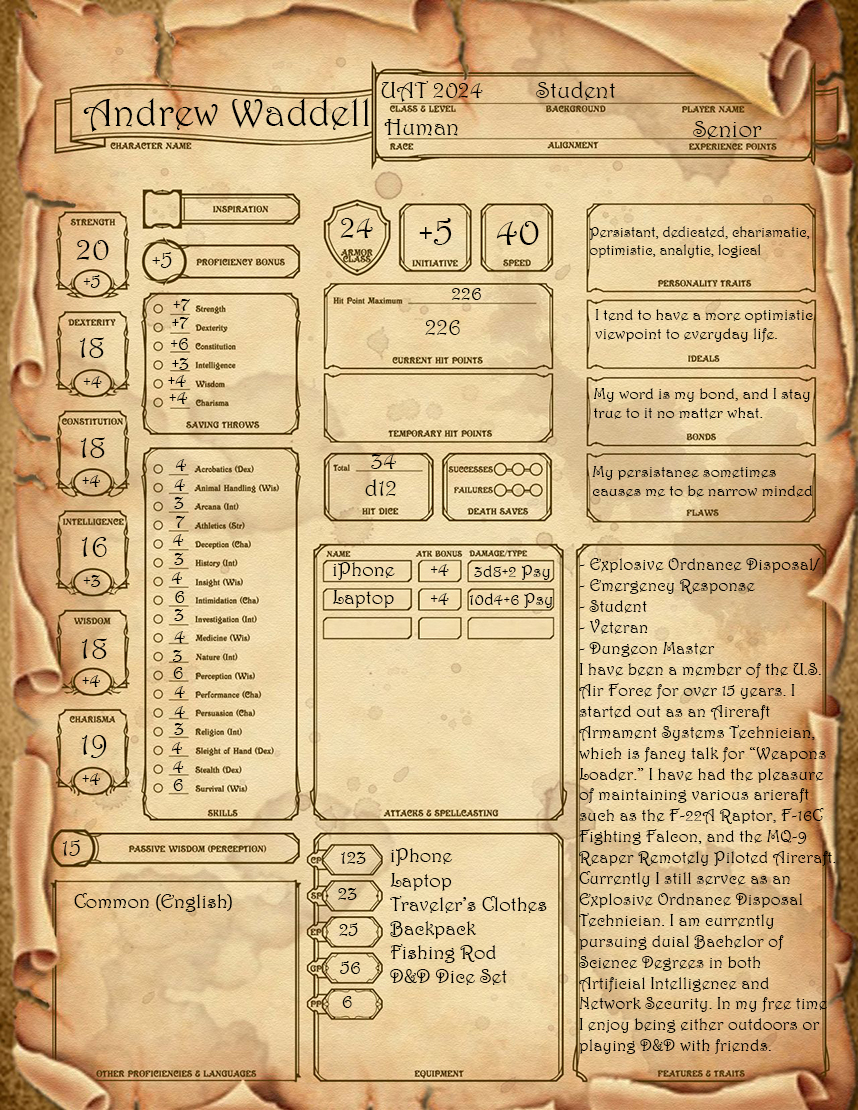 Andrew Waddell
CHARACTER NAME
UAT 2024 Student
CLASS & LEVEL BACKGROUND PLAYER NAME
Human Senior
RACE ALIGNMENT EXPERIENCE POINTS
STRENGTH
20
+5
DEXTERITY
18
+4
CONSTITUTION
18
+4
INTELLIGENCE
16
+3
WISDOM
18
+4
CHARISMA
19
+4
INSPIRATION
+5 PROFICIENCY BONUS
+7 Strength
+7 Dexterity
+6 Constitution
+3 Intelligence
+4 Wisdom
+4 Charisma
SAVING THROWS
4 Acrobatics (Dex)
4 Animal Handling (Wis)
3 Arcana (Int)
7 Athletics (Str)
4 Deception (Cha)
3 History (Int)
4 Insight (Wis)
6 Intimidation (Cha)
3 Investigation (Int)
4 Medicine (Wis)
3 Nature (Int)
6 Perception (Wis)
4 Performance (Cha)
4 Persuasion (Cha)
3 Religion (Int)
4 Sleight of Hand (Dex)
4 Stealth (Dex)
6 Survival (Wis)
SKILLS
15 PASSIVE WISDOM (PERCEPTION)
Common (English)
OTHER PROFICIENCIES & LANGUAGES
24
ARMOR
CLASS
+5
INITIATIVE
40
SPEED
Hit Point Maximum 226
226
CURRENT HIT POINTS
TEMPORARY HIT POINTS
Total 34
d12
HIT DICE
SUCCESSES
FAILURES
DEATH SAVES
NAME ATK BONUS DAMAGE/TYPE
iPhone +4 3d8+2 Psy
Laptop +4 10d4+6 Psy
ATTACKS & SPELLCASTING
CP 123
SP 23
EP 25
GP 56
PP 6
iPhone
Laptop
Traveler's Clothes
Backpack
Fishing Rod
D&D Dice Set
EQUIPMENT
Persistant, dedicated, charismatic,
optimistic, analytic, logical
PERSONALITY TRAITS
I tend to have a more optimistic
viewpoint to everyday life.
IDEALS
My word is my bond, and I stay
true to it no matter what.
BONDS
My persistance sometimes
causes me to be narrow minded
FLAWS
- Explosive Ordnance Disposal/
- Emergency Response
- Student
- Veteran
- Dungeon Master
I have been a member of the U.S.
Air Force for over 15 years. I
started out as an Aircraft
Armament Systems Technician,
which is fancy talk for “Weapons
Loader.” I have had the pleasure
of maintaining various aricraft
such as the F-22A Raptor, F-16C
Fighting Falcon, and the MQ-9
Reaper Remotely Piloted Aircraft.
Currently I still servce as an
Explosive Ordnance Disposal
Technician. I am currently
pursuing duial Bachelor of
Science Degrees in both
Artificial Intelligence and
Network Security. In my free time
I enjoy being either outdoors or
playing D&D with friends.
FEATURES & TRAITS